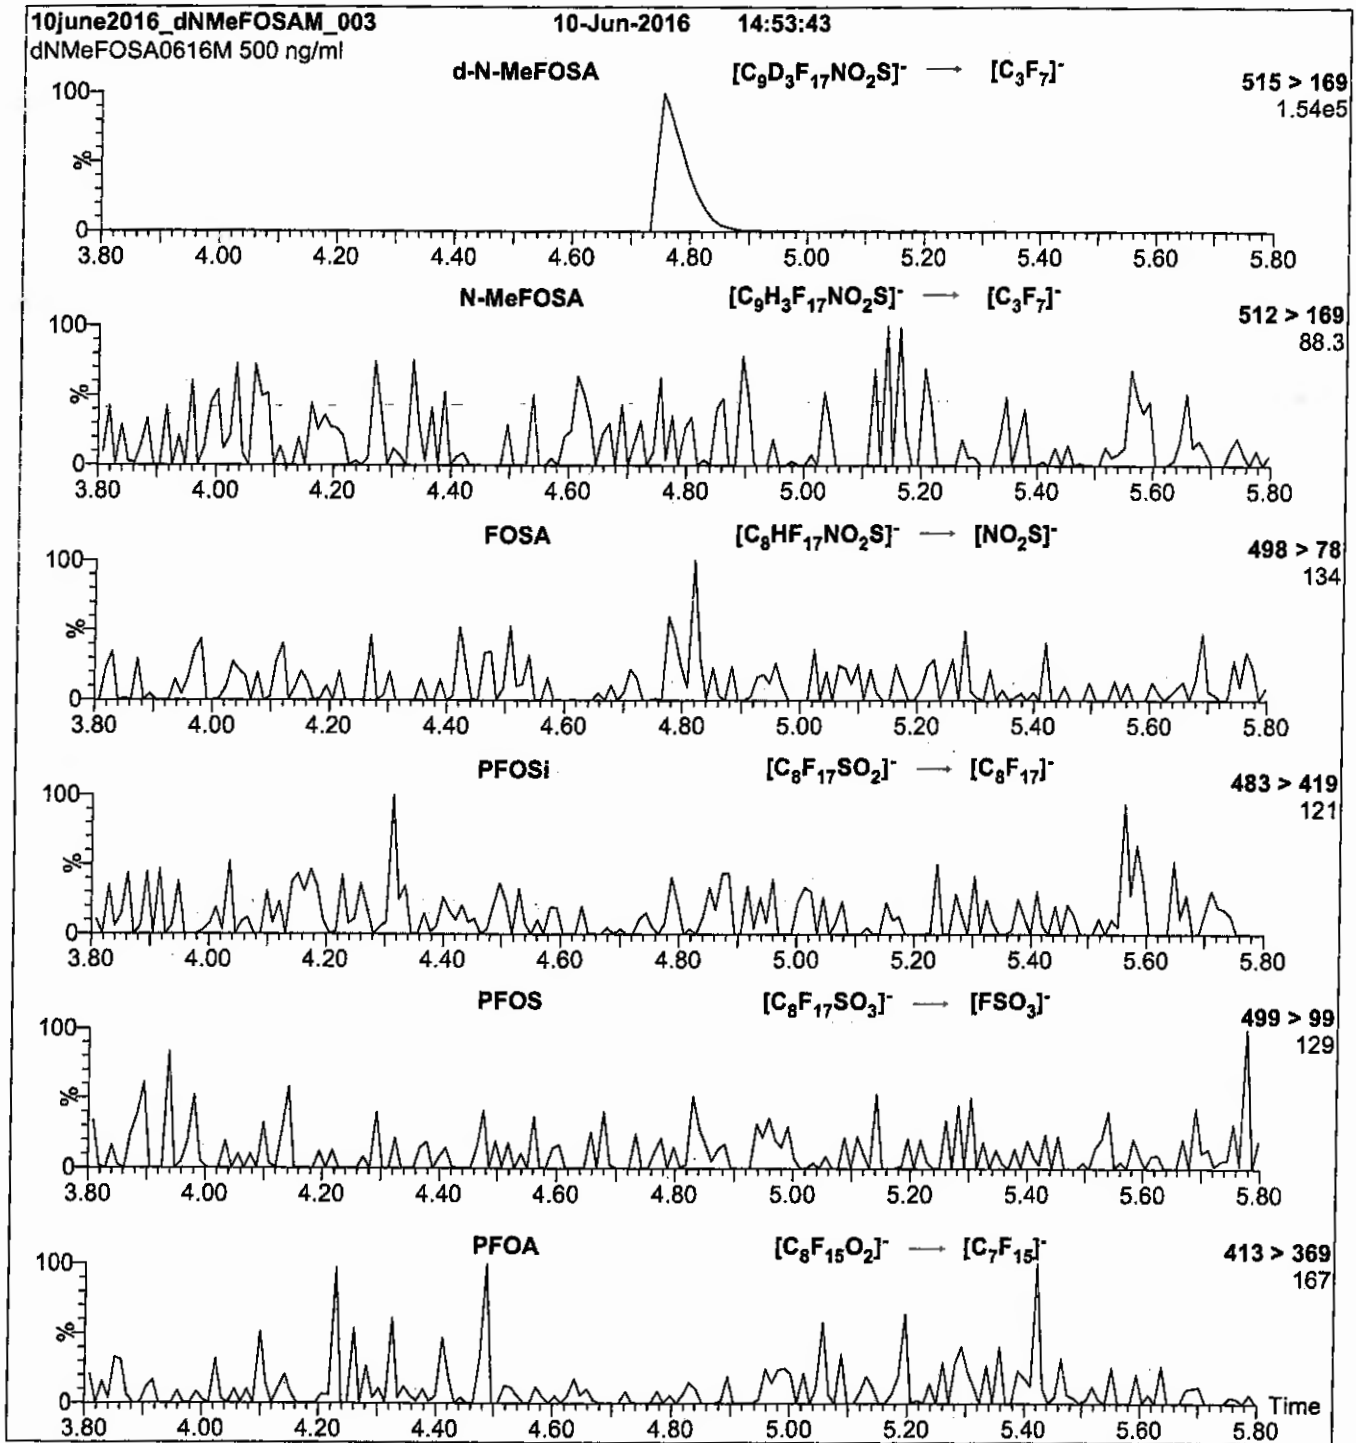 10june2016_dNMeFOSAM_003 10-Jun-2016 14:53:43
dNMeFOSA0616M 500 ng/ml
d-N-MeFOSA [C₉D₃F₁₇NO₂S]⁻ → [C₃F₇]⁻ 515 > 169
1.54e5
100
%
0
3.80 4.00 4.20 4.40 4.60 4.80 5.00 5.20 5.40 5.60 5.80
N-MeFOSA [C₉H₃F₁₇NO₂S]⁻ → [C₃F₇]⁻ 512 > 169
88.3
100
%
0
3.80 4.00 4.20 4.40 4.60 4.80 5.00 5.20 5.40 5.60 5.80
FOSA [C₈HF₁₇NO₂S]⁻ → [NO₂S]⁻ 498 > 78
134
100
%
0
3.80 4.00 4.20 4.40 4.60 4.80 5.00 5.20 5.40 5.60 5.80
PFOSi [C₈F₁₇SO₂]⁻ → [C₈F₁₇]⁻ 483 > 419
121
100
%
0
3.80 4.00 4.20 4.40 4.60 4.80 5.00 5.20 5.40 5.60 5.80
PFOS [C₈F₁₇SO₃]⁻ → [FSO₃]⁻ 499 > 99
129
100
%
0
3.80 4.00 4.20 4.40 4.60 4.80 5.00 5.20 5.40 5.60 5.80
PFOA [C₈F₁₅O₂]⁻ → [C₇F₁₅]⁻ 413 > 369
167
100
%
0
Time
3.80 4.00 4.20 4.40 4.60 4.80 5.00 5.20 5.40 5.60 5.80